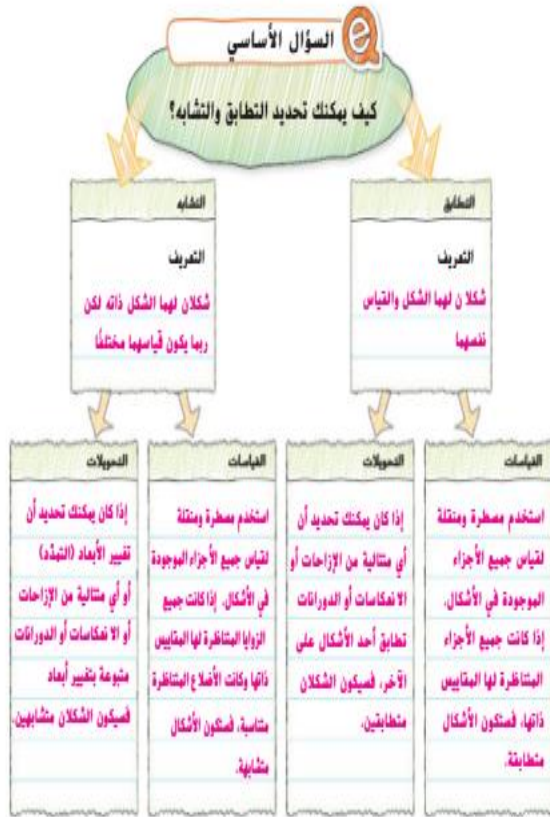 السؤال الأساسي
كيف يمكنك تحديد التطابق والتشابه؟
التطابق
التعريف
شكلان لهما الشكل والقياس
نفسهما
التشابه
التعريف
شكلان لهما الشكل ذاته لكن
ربما يكون قياسهما مختلفًا
القياسات
استخدم مسطرة ومنقلة
لقياس جميع الأجزاء
الموجودة في الأشكال.
إذا كانت جميع الأجزاء
المتناظرة لها المقاييس
ذاتها، فستكون الأشكال
متطابقة.
التحويلات
إذا كان يمكنك تحديد أن
أي متتالية من الإزاحات أو
الانعكاسات أو الدورانات
تطابق أحد الأشكال على
الآخر، فسيكون الشكلان
متطابقين.
القياسات
استخدم مسطرة ومنقلة
لقياس جميع الأجزاء الموجودة
في الأشكال. إذا كانت جميع
الزوايا المتناظرة لها المقاييس
ذاتها وكانت الأضلاع المتناظرة
متناسبة، فستكون الأشكال
متشابهة.
التحويلات
إذا كان يمكنك تحديد أن
تغيير الأبعاد (التمدّد)
أو أي متتالية من الإزاحات
أو الانعكاسات أو الدورانات
متبوعة بتغيير أبعاد
فسيكون الشكلان متشابهين.